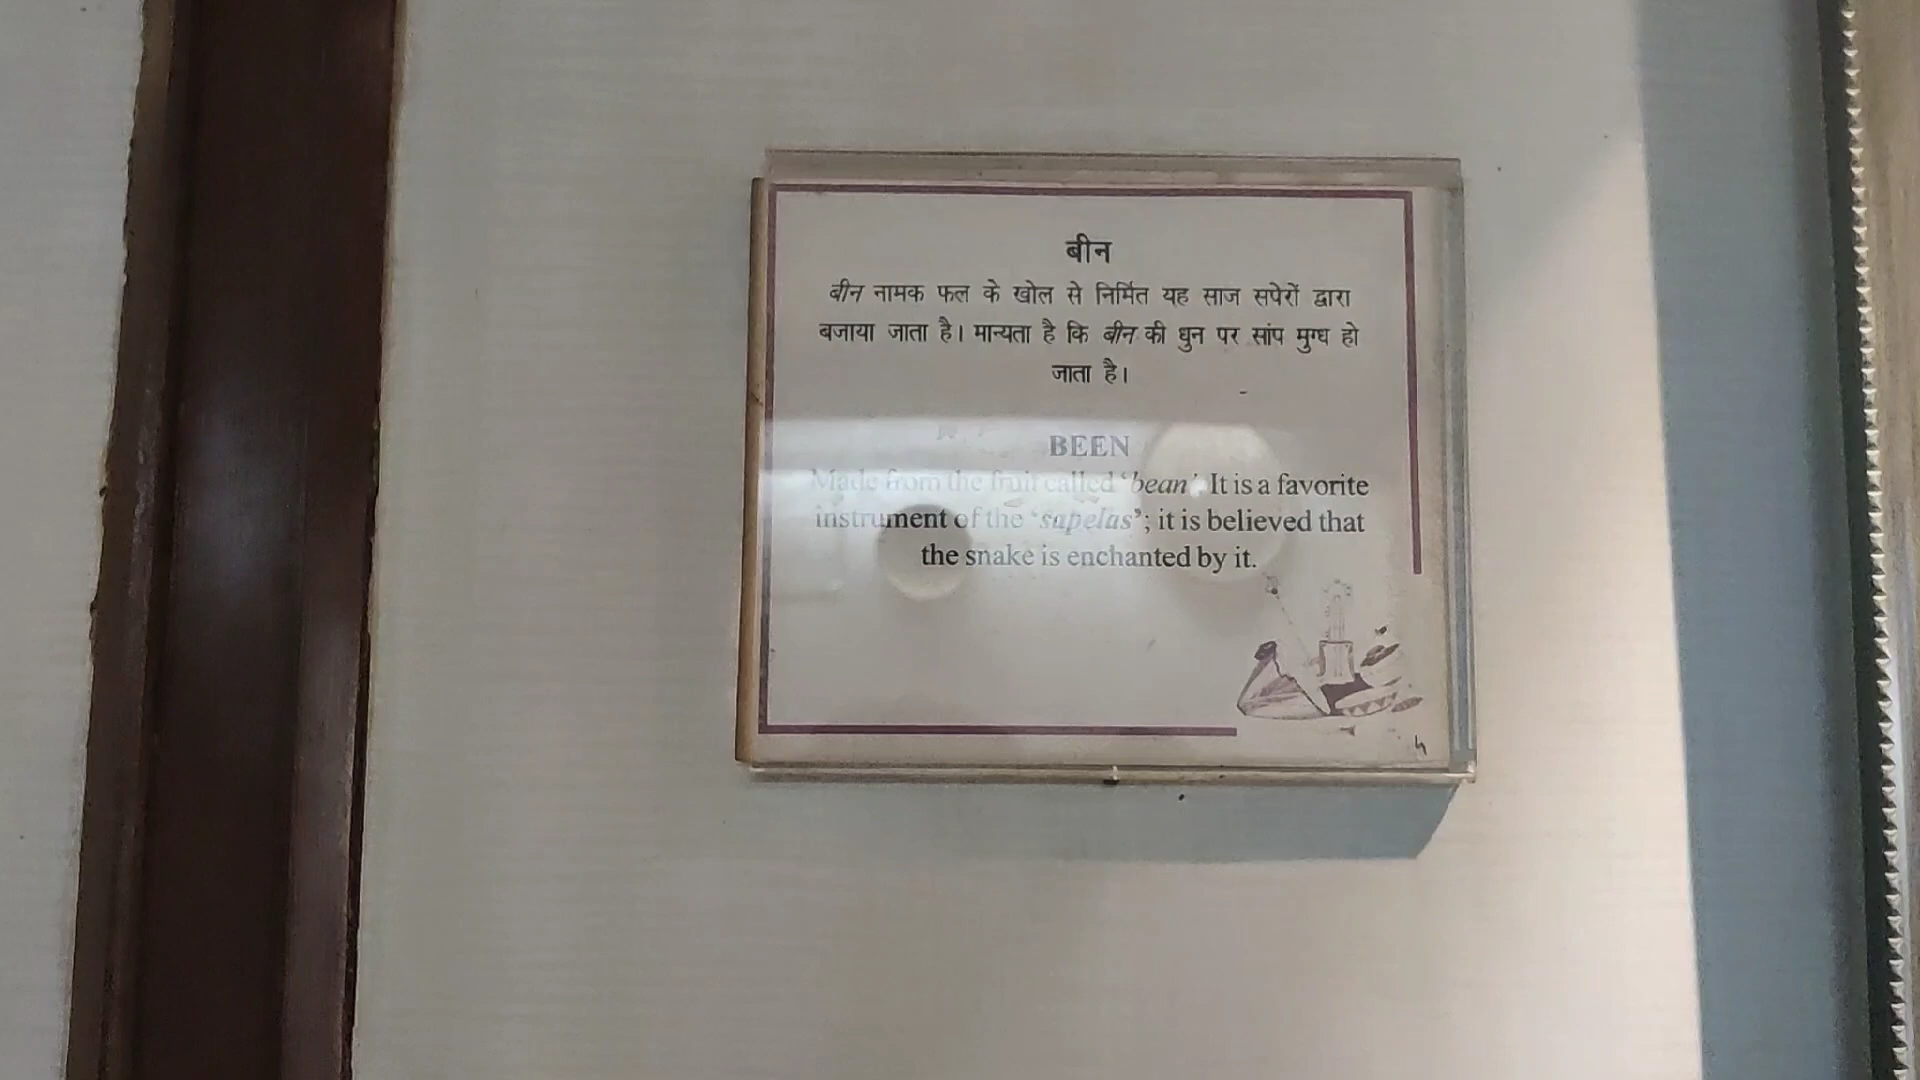 बीन
बीन नामक फल के खोल से निर्मित यह साज सपेरों द्वारा
बजाया जाता है। मान्यता है कि बीन की धुन पर सांप मुग्ध हो
जाता है।
BEEN
Made from the fruit called ‘bean’. It is a favorite
instrument of the ‘sapelas’; it is believed that
the snake is enchanted by it.